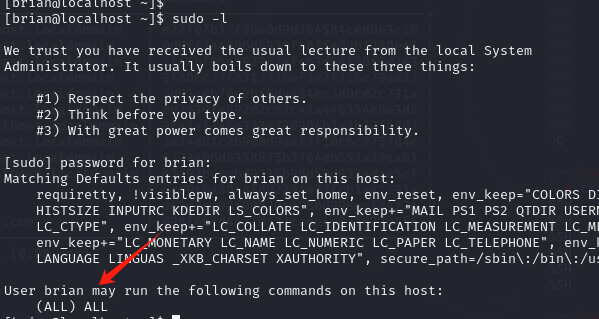 [brian@localhost ~]$
[brian@localhost ~]$ sudo -l
We trust you have received the usual lecture from the local System
Administrator. It usually boils down to these three things:
#1) Respect the privacy of others.
#2) Think before you type.
#3) With great power comes great responsibility.
[sudo] password for brian:
Matching Defaults entries for brian on this host:
requiretty, !visiblepw, always_set_home, env_reset, env_keep="COLORS DI
HISTSIZE INPUTRC KDEDIR LS_COLORS", env_keep+="MAIL PS1 PS2 QTDIR USERN
LC_CTYPE", env_keep+="LC_COLLATE LC_IDENTIFICATION LC_MEASUREMENT LC_ME
env_keep+="LC_MONETARY LC_NAME LC_NUMERIC LC_PAPER LC_TELEPHONE", env_k
LANGUAGE LINGUAS _XKB_CHARSET XAUTHORITY", secure_path=/sbin\:/bin\:/us
User brian may run the following commands on this host:
(ALL) ALL
[brian@localhost ~]$